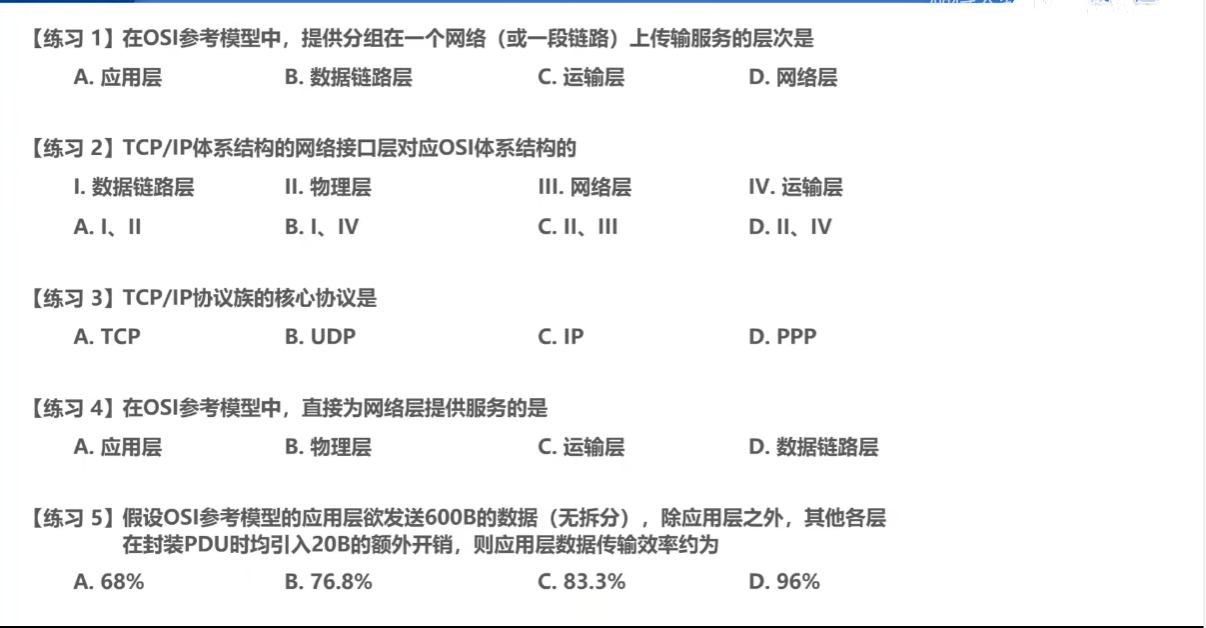 【练习 1】在OSI参考模型中，提供分组在一个网络（或一段链路）上传输服务的层次是
A. 应用层 B. 数据链路层 C. 运输层 D. 网络层
【练习 2】TCP/IP体系结构的网络接口层对应OSI体系结构的
I. 数据链路层 II. 物理层 III. 网络层 IV. 运输层
A. I、II B. I、IV C. II、III D. II、IV
【练习 3】TCP/IP协议族的核心协议是
A. TCP B. UDP C. IP D. PPP
【练习 4】在OSI参考模型中，直接为网络层提供服务的是
A. 应用层 B. 物理层 C. 运输层 D. 数据链路层
【练习 5】假设OSI参考模型的应用层欲发送600B的数据（无拆分），除应用层之外，其他各层
在封装PDU时均引入20B的额外开销，则应用层数据传输效率约为
A. 68% B. 76.8% C. 83.3% D. 96%